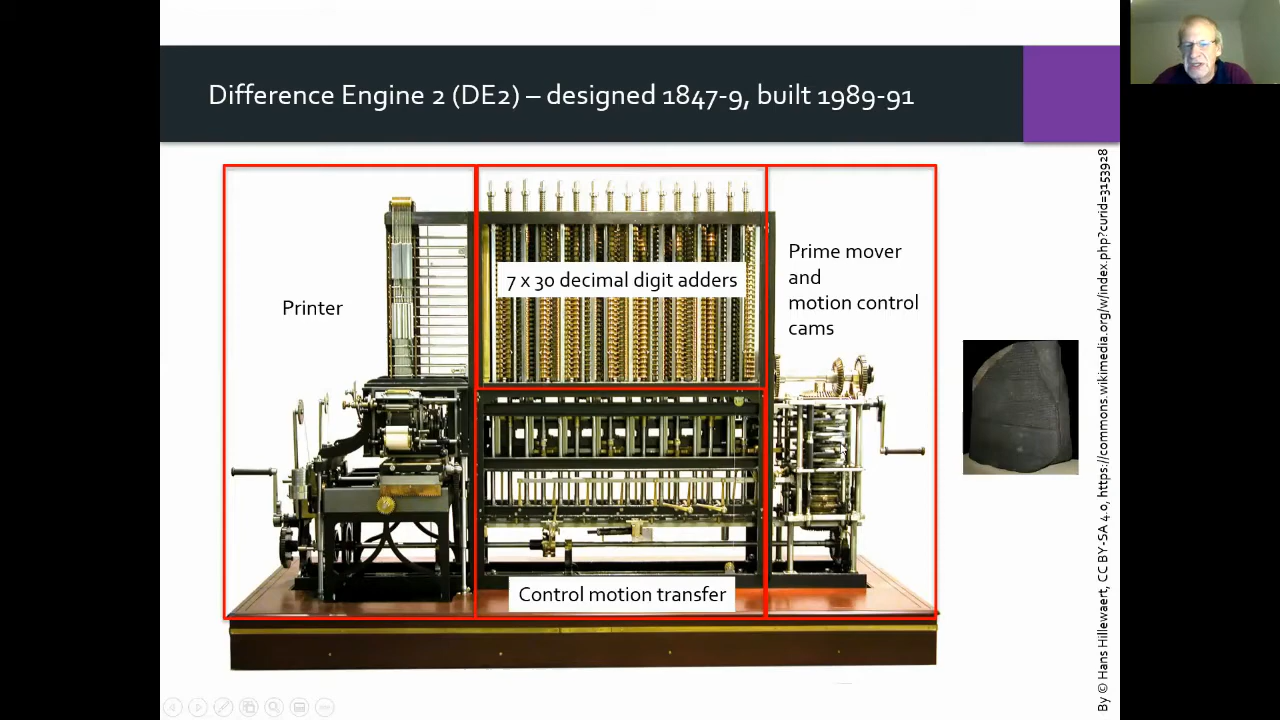 Difference Engine 2 (DE2) – designed 1847-9, built 1989-91
Printer
7 x 30 decimal digit adders
Prime mover
and
motion control
cams
Control motion transfer
By © Hans Hillewaert, CC BY-SA 4.0, https://commons.wikimedia.org/w/index.php?curid=3153928